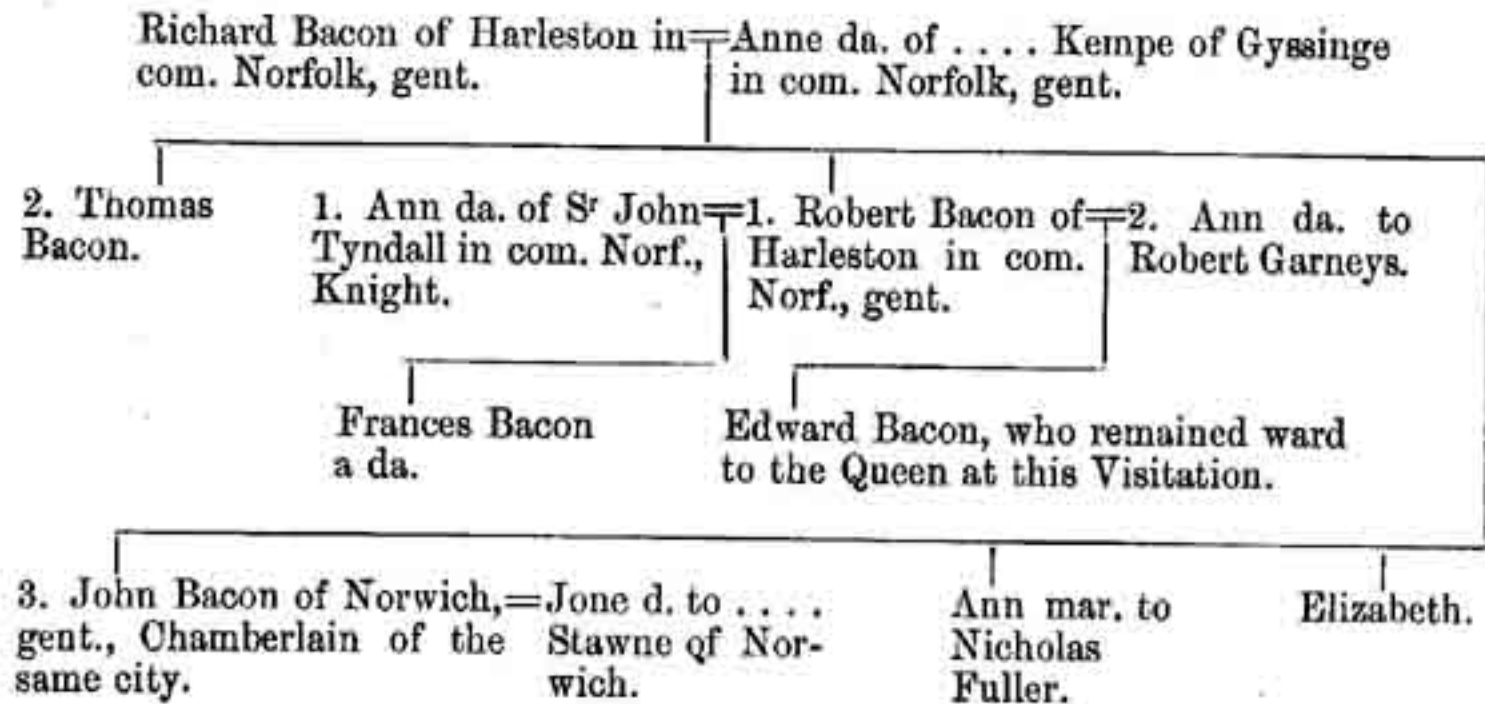 Richard Bacon of Harleston in
com. Norfolk, gent.
Anne da. of .... Kempe of Gyssinge
in com. Norfolk, gent.
2. Thomas
Bacon.
1. Ann da. of Sr John
Tyndall in com. Norf.,
Knight.
1. Robert Bacon of
Harleston in com.
Norf., gent.
2. Ann da. to
Robert Garneys.
Frances Bacon
a da.
Edward Bacon, who remained ward
to the Queen at this Visitation.
3. John Bacon of Norwich,
gent., Chamberlain of the
same city.
Jone d. to ....
Stawne qf Nor-
wich.
Ann mar. to
Nicholas
Fuller.
Elizabeth.